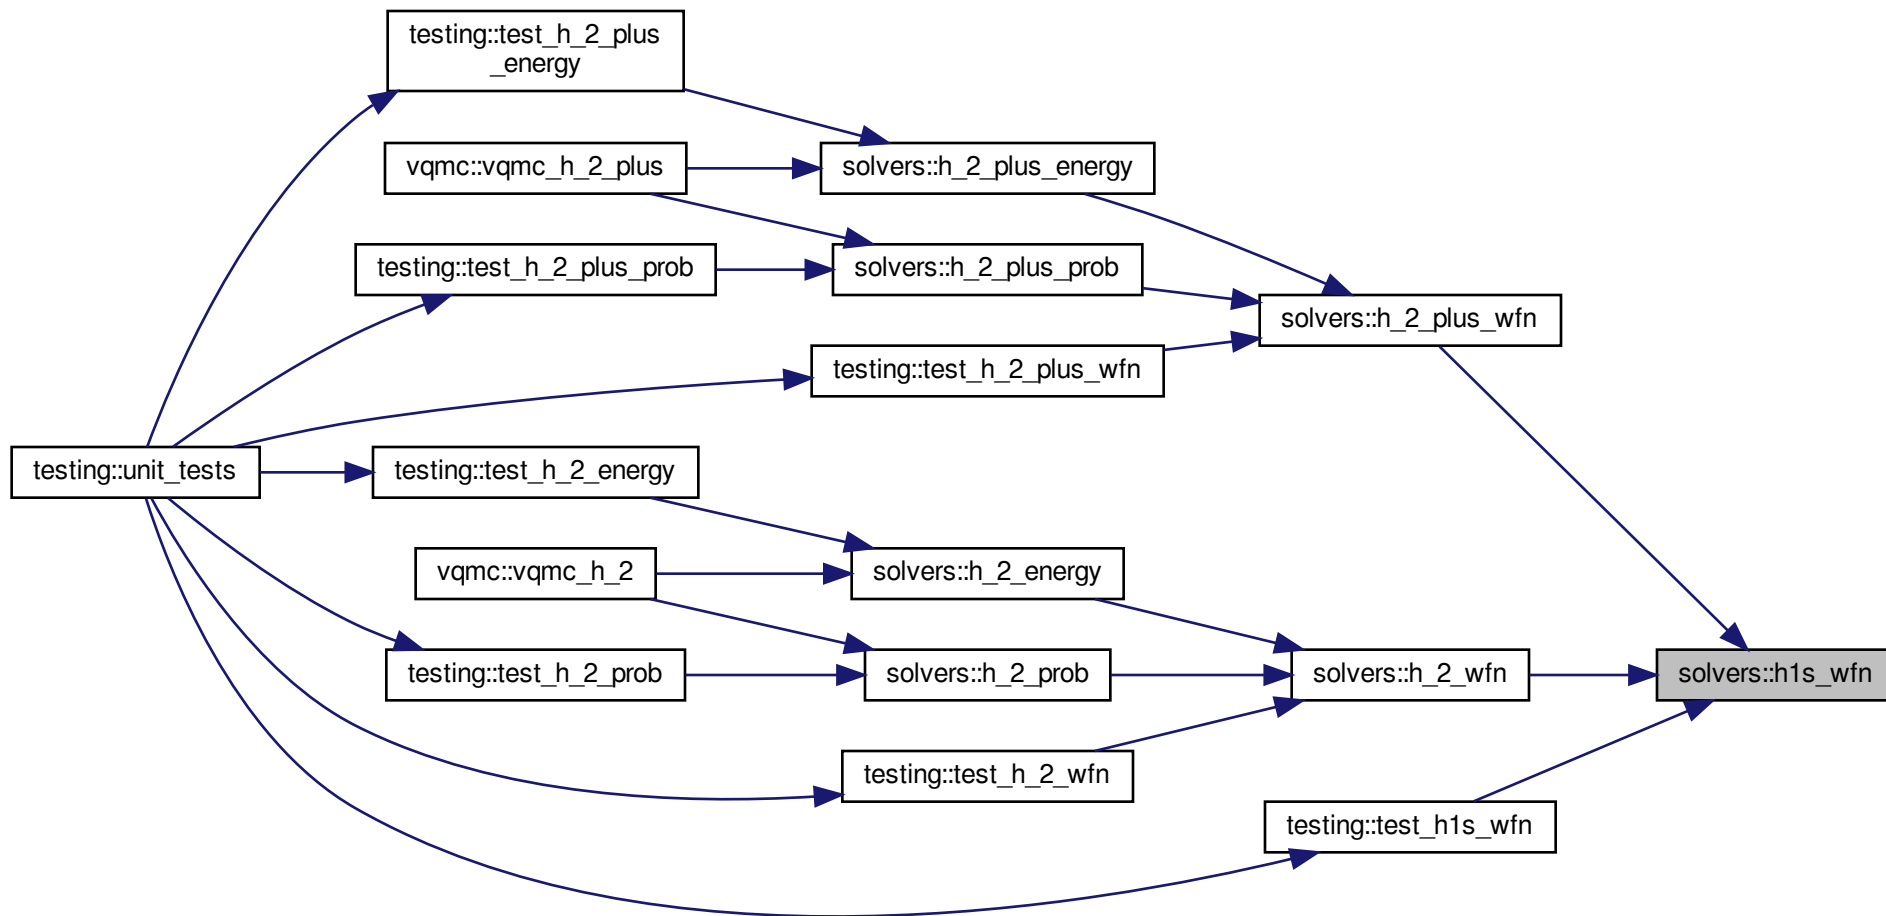 testing::test_h_2_plus
_energy
vqmc::vqmc_h_2_plus
solvers::h_2_plus_energy
testing::test_h_2_plus_prob
solvers::h_2_plus_prob
solvers::h_2_plus_wfn
testing::test_h_2_plus_wfn
testing::unit_tests
testing::test_h_2_energy
vqmc::vqmc_h_2
solvers::h_2_energy
testing::test_h_2_prob
solvers::h_2_prob
solvers::h_2_wfn
solvers::h1s_wfn
testing::test_h_2_wfn
testing::test_h1s_wfn